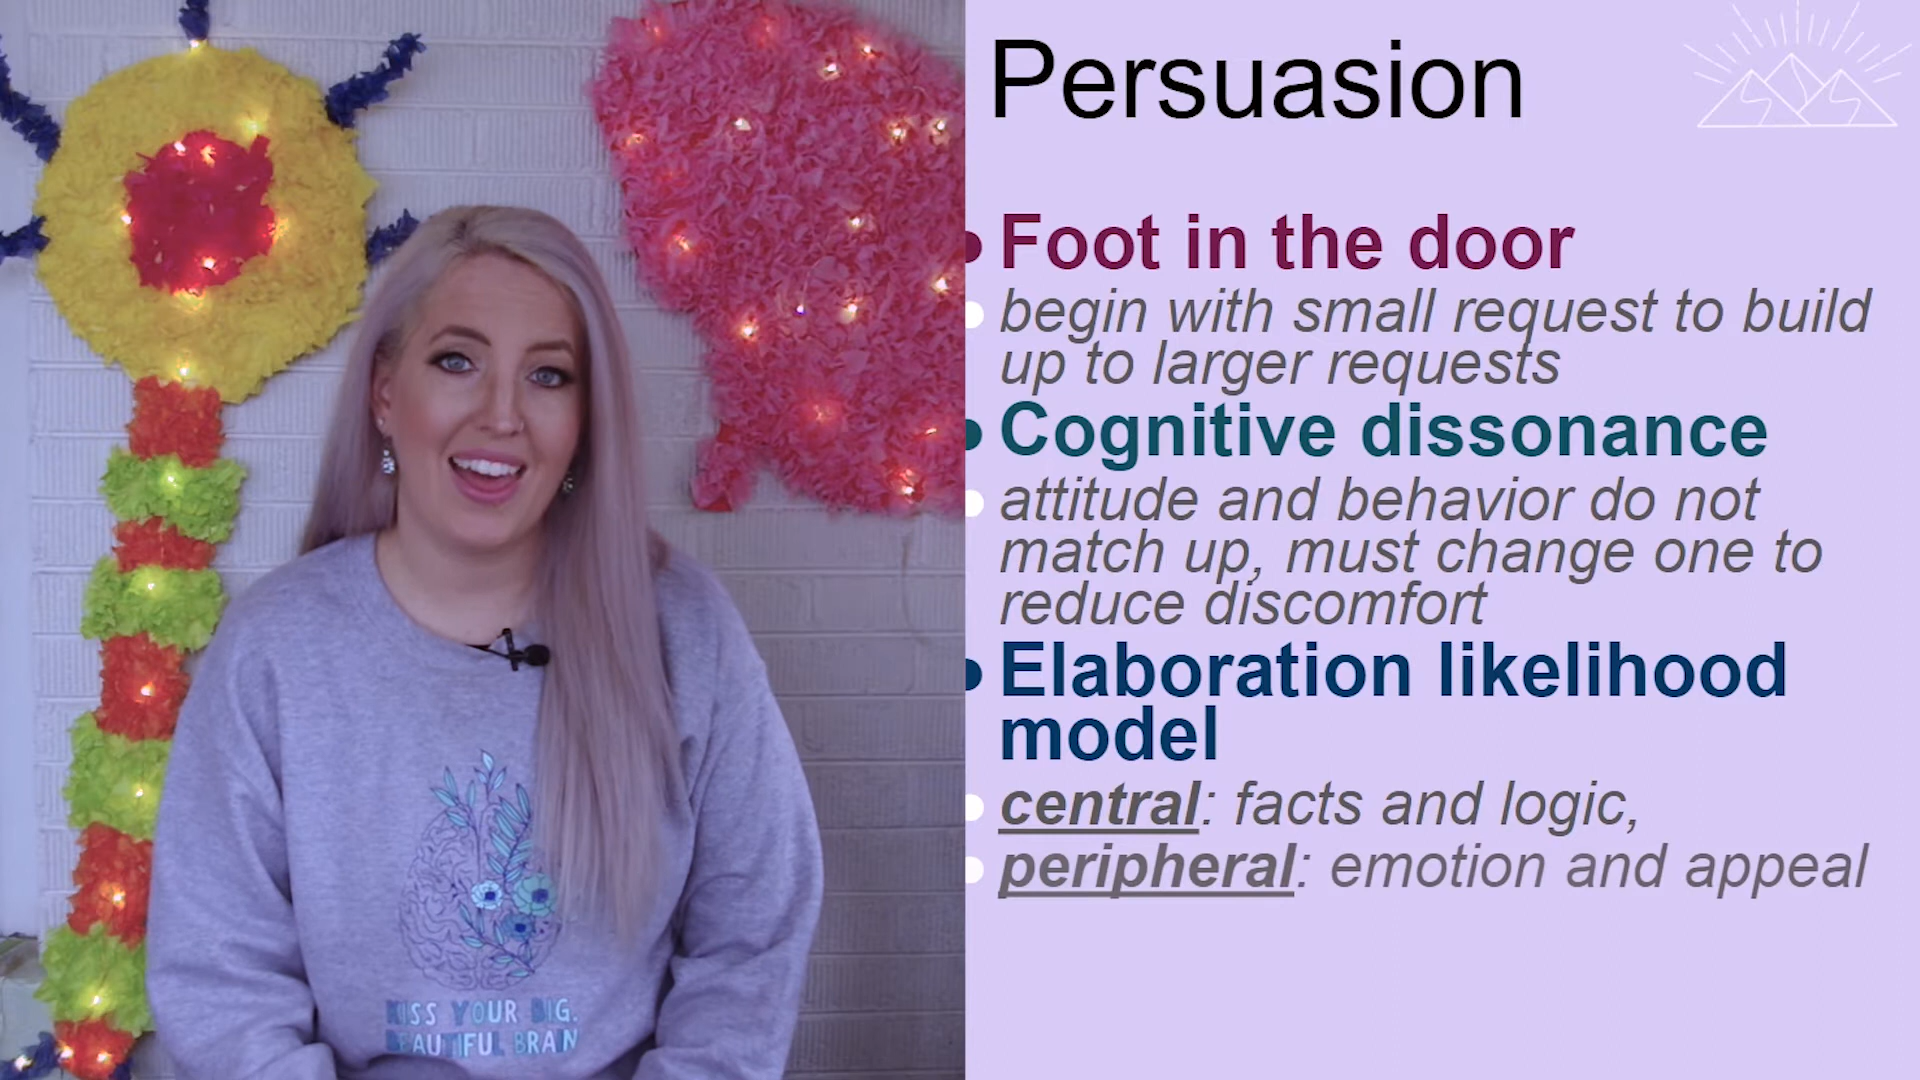 Persuasion
Foot in the door
begin with small request to build
up to larger requests
Cognitive dissonance
attitude and behavior do not
match up, must change one to
reduce discomfort
Elaboration likelihood
model
central: facts and logic,
peripheral: emotion and appeal
KISS YOUR BIG.
BEAUTIFUL BRAIN